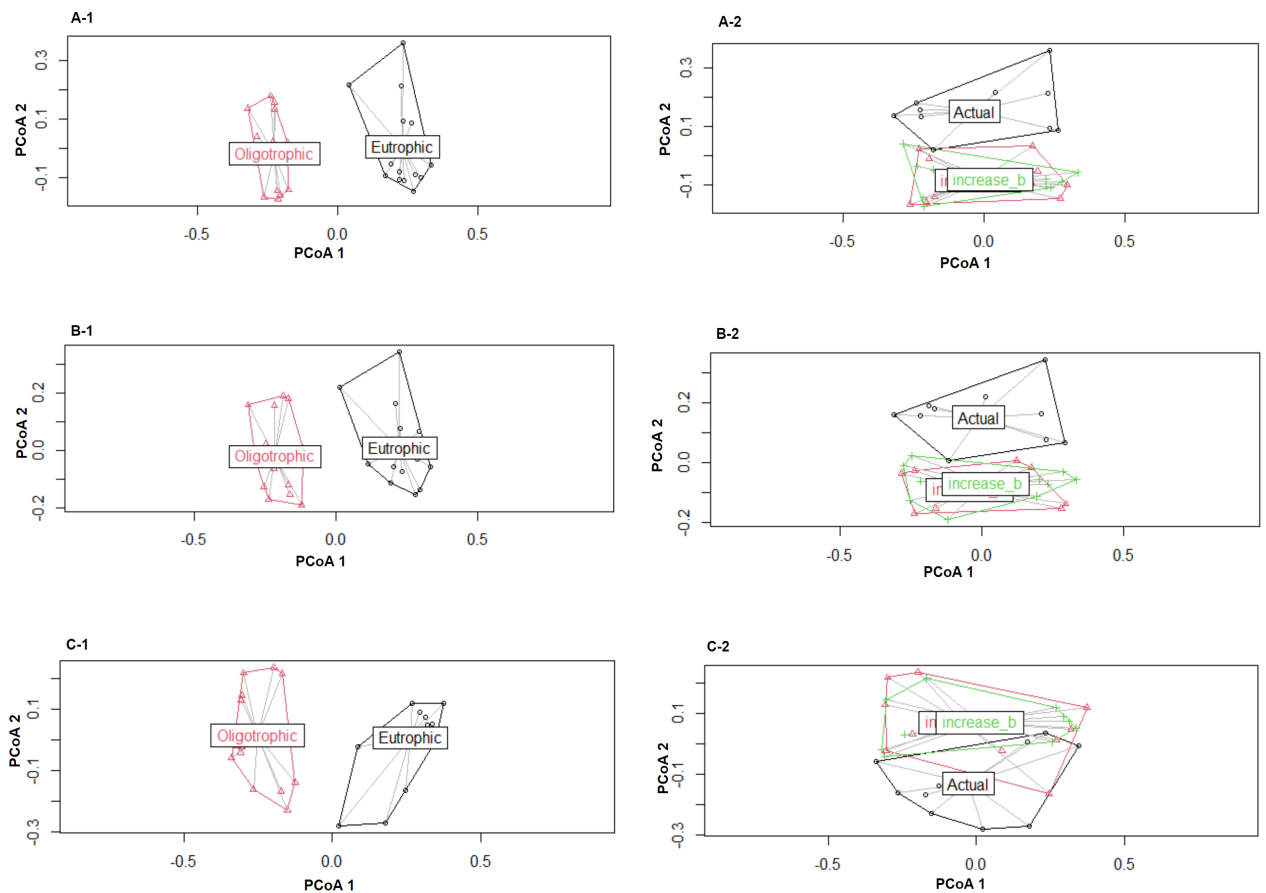 A-1
A-2
PCoA 2
0.3
0.1
-0.1
Oligotrophic
Eutrophic
-0.5
0.0
0.5
PCoA 1
PCoA 2
0.3
0.1
-0.1
Actual
in
increase_b
-0.5
0.0
0.5
PCoA 1
B-1
B-2
PCoA 2
0.2
0.0
-0.2
Oligotrophic
Eutrophic
-0.5
0.0
0.5
PCoA 1
PCoA 2
0.2
0.0
-0.2
Actual
in
increase_b
-0.5
0.0
0.5
PCoA 1
C-1
C-2
PCoA 2
0.1
-0.1
-0.3
Oligotrophic
Eutrophic
-0.5
0.0
0.5
PCoA 1
PCoA 2
0.1
-0.1
-0.3
in
increase_b
Actual
-0.5
0.0
0.5
PCoA 1